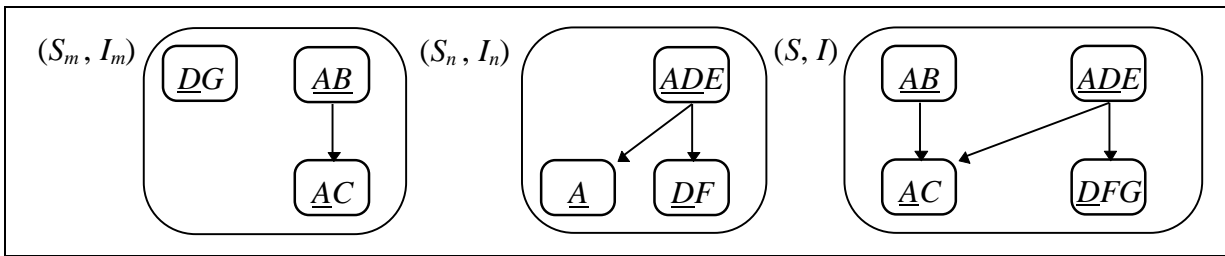 (Sm , Im) DG AB (Sn , In) ADE (S, I) AB ADE
AC A DF AC DFG